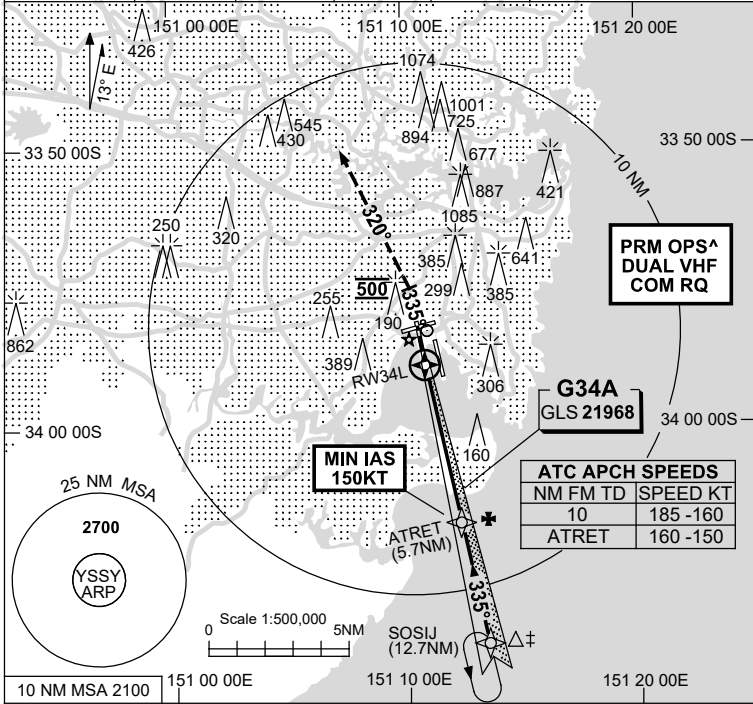 151 00 00E
151 10 00E
151 20 00E
426
13° E
1074
1001
725
894
545
430
33 50 00S
33 50 00S
677
10 NM
887
421
1085
320°
320
250
385
641
PRM OPS^
DUAL VHF
COM RQ
500
335°
299
385
255
190
862
389
RW34L
306
G34A
GLS 21968
34 00 00S
34 00 00S
160
MIN IAS
150KT
ATC APCH SPEEDS
NM FM TD SPEED KT
10 185 -160
ATRET 160 -150
25 NM MSA
2700
ATRET
(5.7NM)
YSSY
ARP
335°
Scale 1:500,000
0 5NM
SOSIJ
(12.7NM)
‡
10 NM MSA 2100
151 00 00E
151 10 00E
151 20 00E